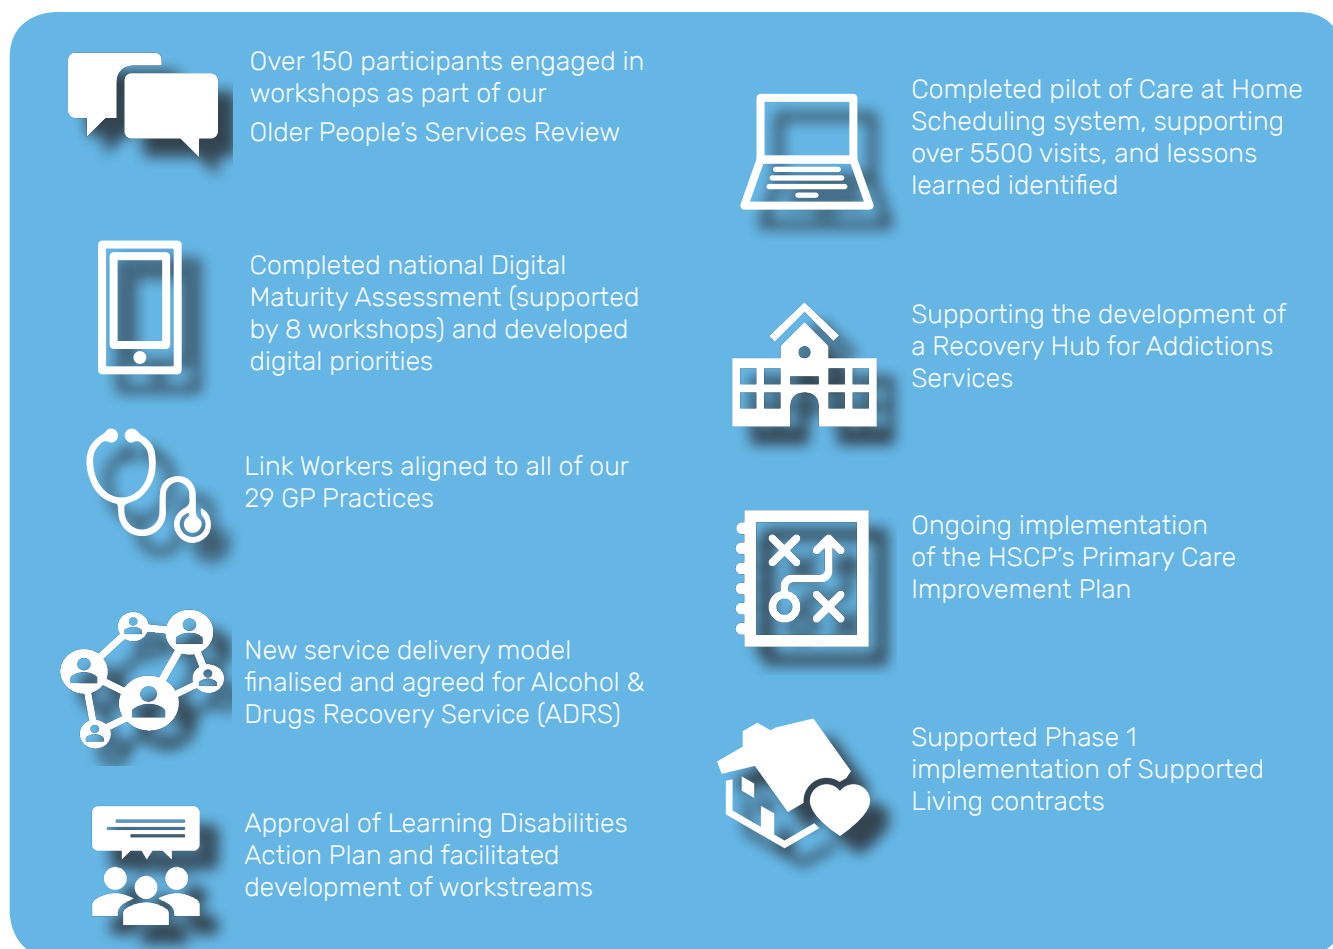 Over 150 participants engaged in
workshops as part of our
Older People’s Services Review
Completed national Digital
Maturity Assessment (supported
by 8 workshops) and developed
digital priorities
Link Workers aligned to all of our
29 GP Practices
New service delivery model
finalised and agreed for Alcohol &
Drugs Recovery Service (ADRS)
Approval of Learning Disabilities
Action Plan and facilitated
development of workstreams
Completed pilot of Care at Home
Scheduling system, supporting
over 5500 visits, and lessons
learned identified
Supporting the development of
a Recovery Hub for Addictions
Services
Ongoing implementation
of the HSCP’s Primary Care
Improvement Plan
Supported Phase 1
implementation of Supported
Living contracts